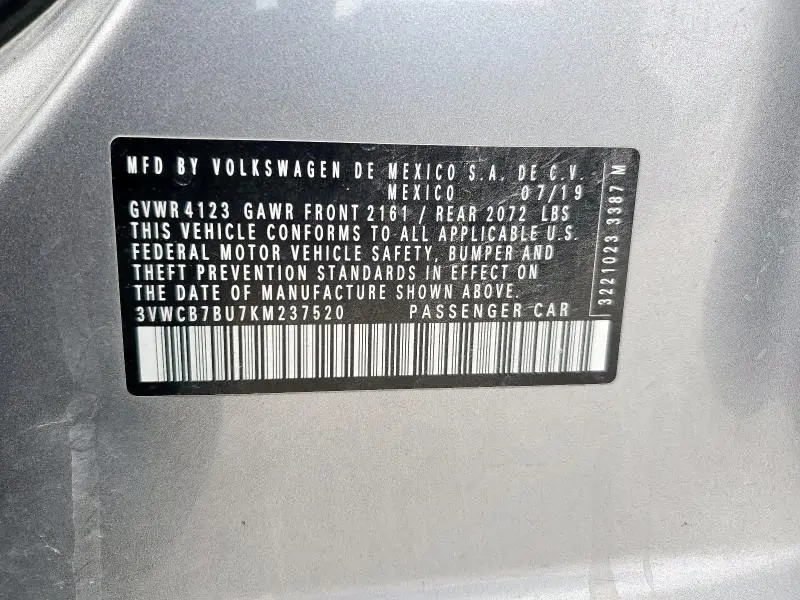 MFD BY VOLKSWAGEN DE MEXICO S.A. DE C.V.
MEXICO 07/19
GVWR 4123 GAWR FRONT 2161 / REAR 2072 LBS
THIS VEHICLE CONFORMS TO ALL APPLICABLE U.S.
FEDERAL MOTOR VEHICLE SAFETY, BUMPER AND
THEFT PREVENTION STANDARDS IN EFFECT ON
THE DATE OF MANUFACTURE SHOWN ABOVE.
3VWCB7BU7KM237520 PASSENGER CAR
3221023 3387 M